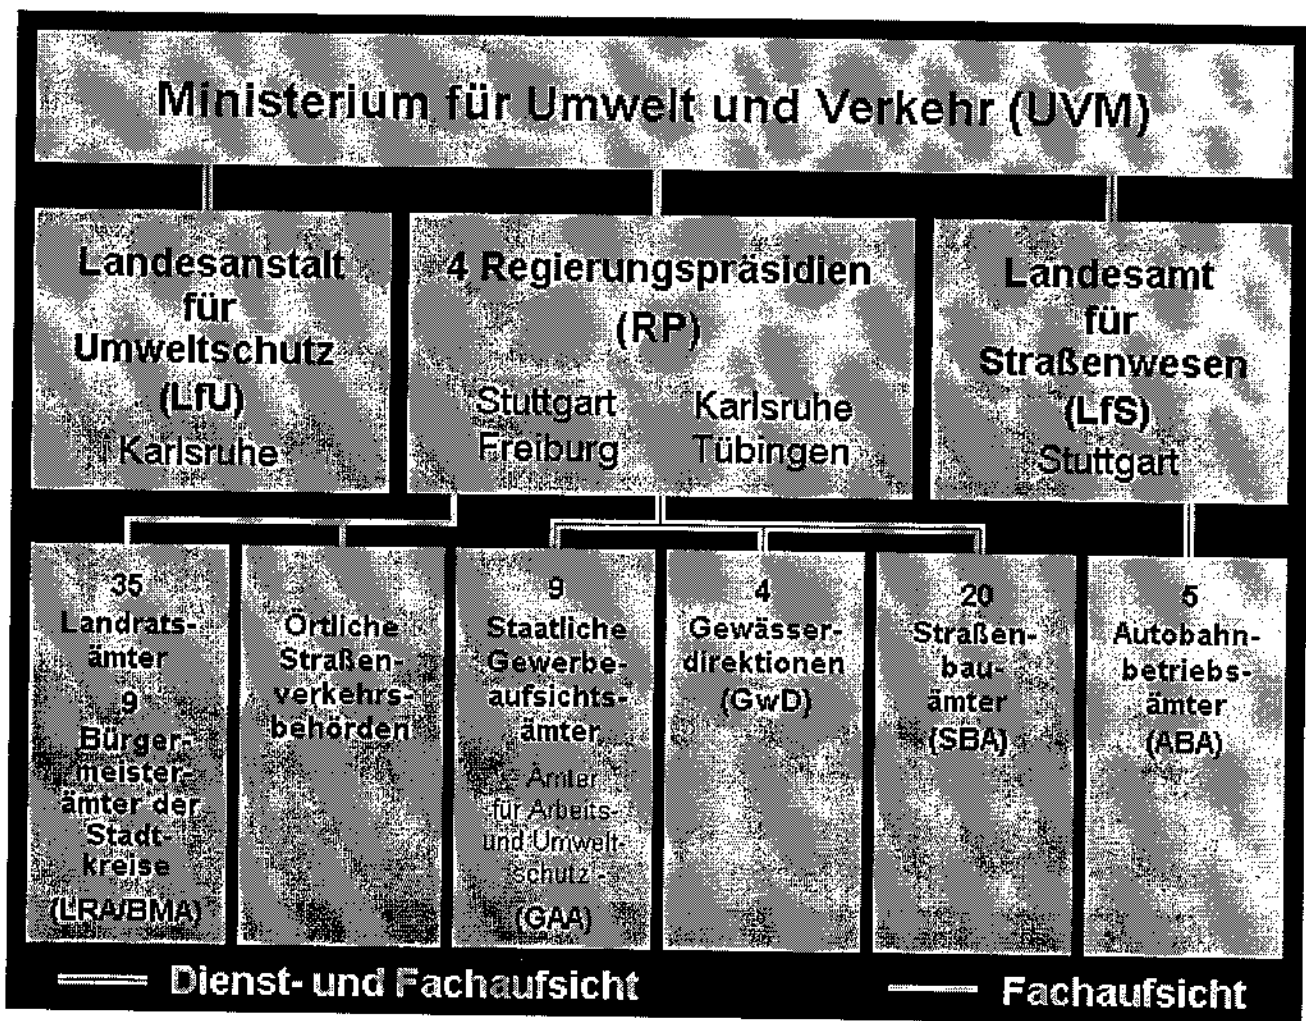 Ministerium für Umwelt und Verkehr (UVM)
Landesanstalt
für
Umweltschutz
(LfU)
Karlsruhe
4 Regierungspräsidien
(RP)
Stuttgart Karlsruhe
Freiburg Tübingen
Landesamt
für
Straßenwesen
(LfS)
Stuttgart
35
Landrats-
ämter
9
Bürger-
meister-
ämter der
Stadt-
kreise
(LRA/BMA)
Örtliche
Straßen-
verkehrs-
behörden
9
Staatliche
Gewerbe-
aufsichts-
ämter
- Ämter
für Arbeits-
und Umwelt-
schutz -
(GAA)
4
Gewässer-
direktionen
(GwD)
20
Straßen-
bau-
ämter
(SBA)
5
Autobahn-
betriebs-
ämter
(ABA)
Dienst- und Fachaufsicht
Fachaufsicht